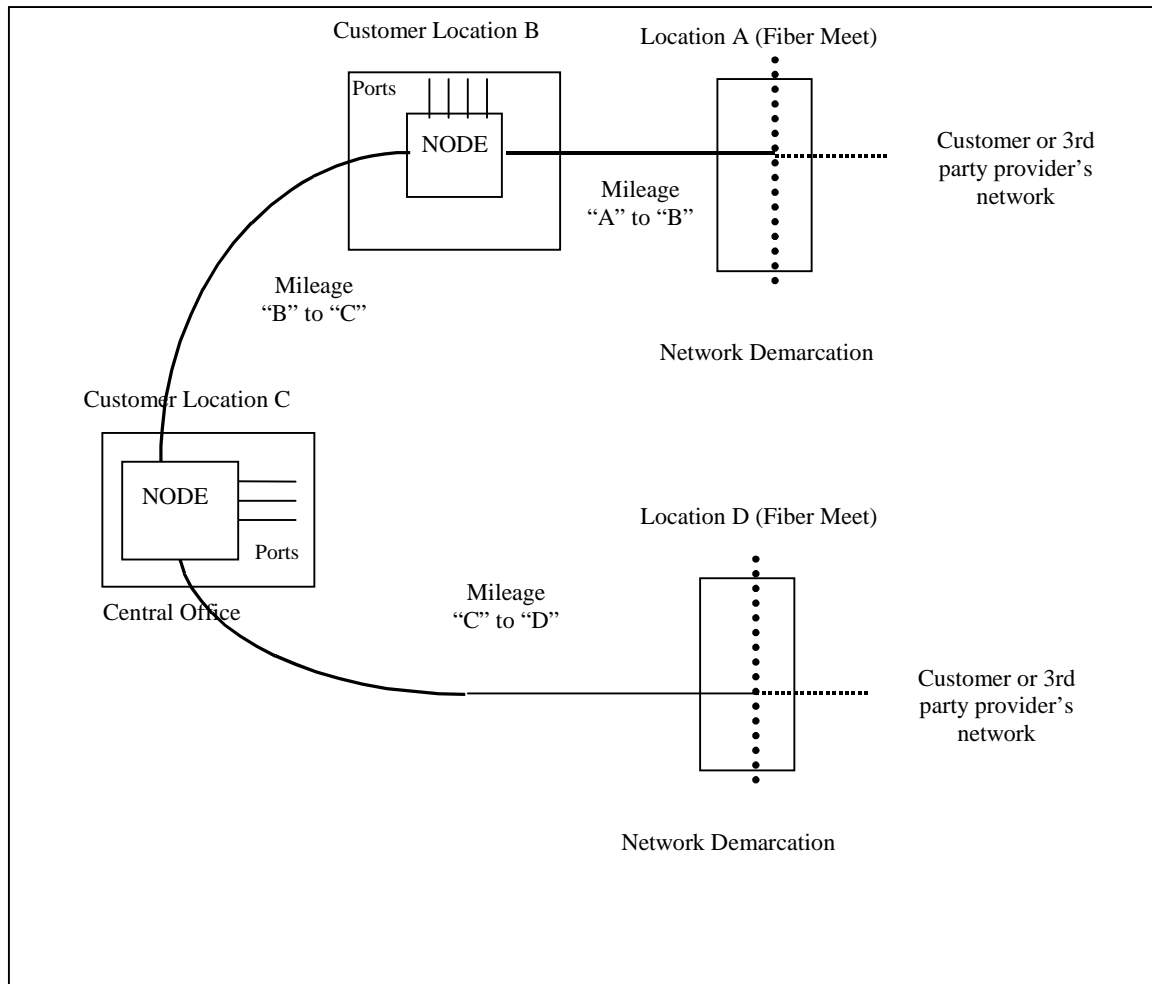 Customer Location B
Location A (Fiber Meet)
Ports
NODE
Customer or 3rd
party provider's
network
Mileage
“A” to “B”
Mileage
“B” to “C”
Network Demarcation
Customer Location C
NODE
Ports
Central Office
Location D (Fiber Meet)
Mileage
“C” to “D”
Customer or 3rd
party provider's
network
Network Demarcation